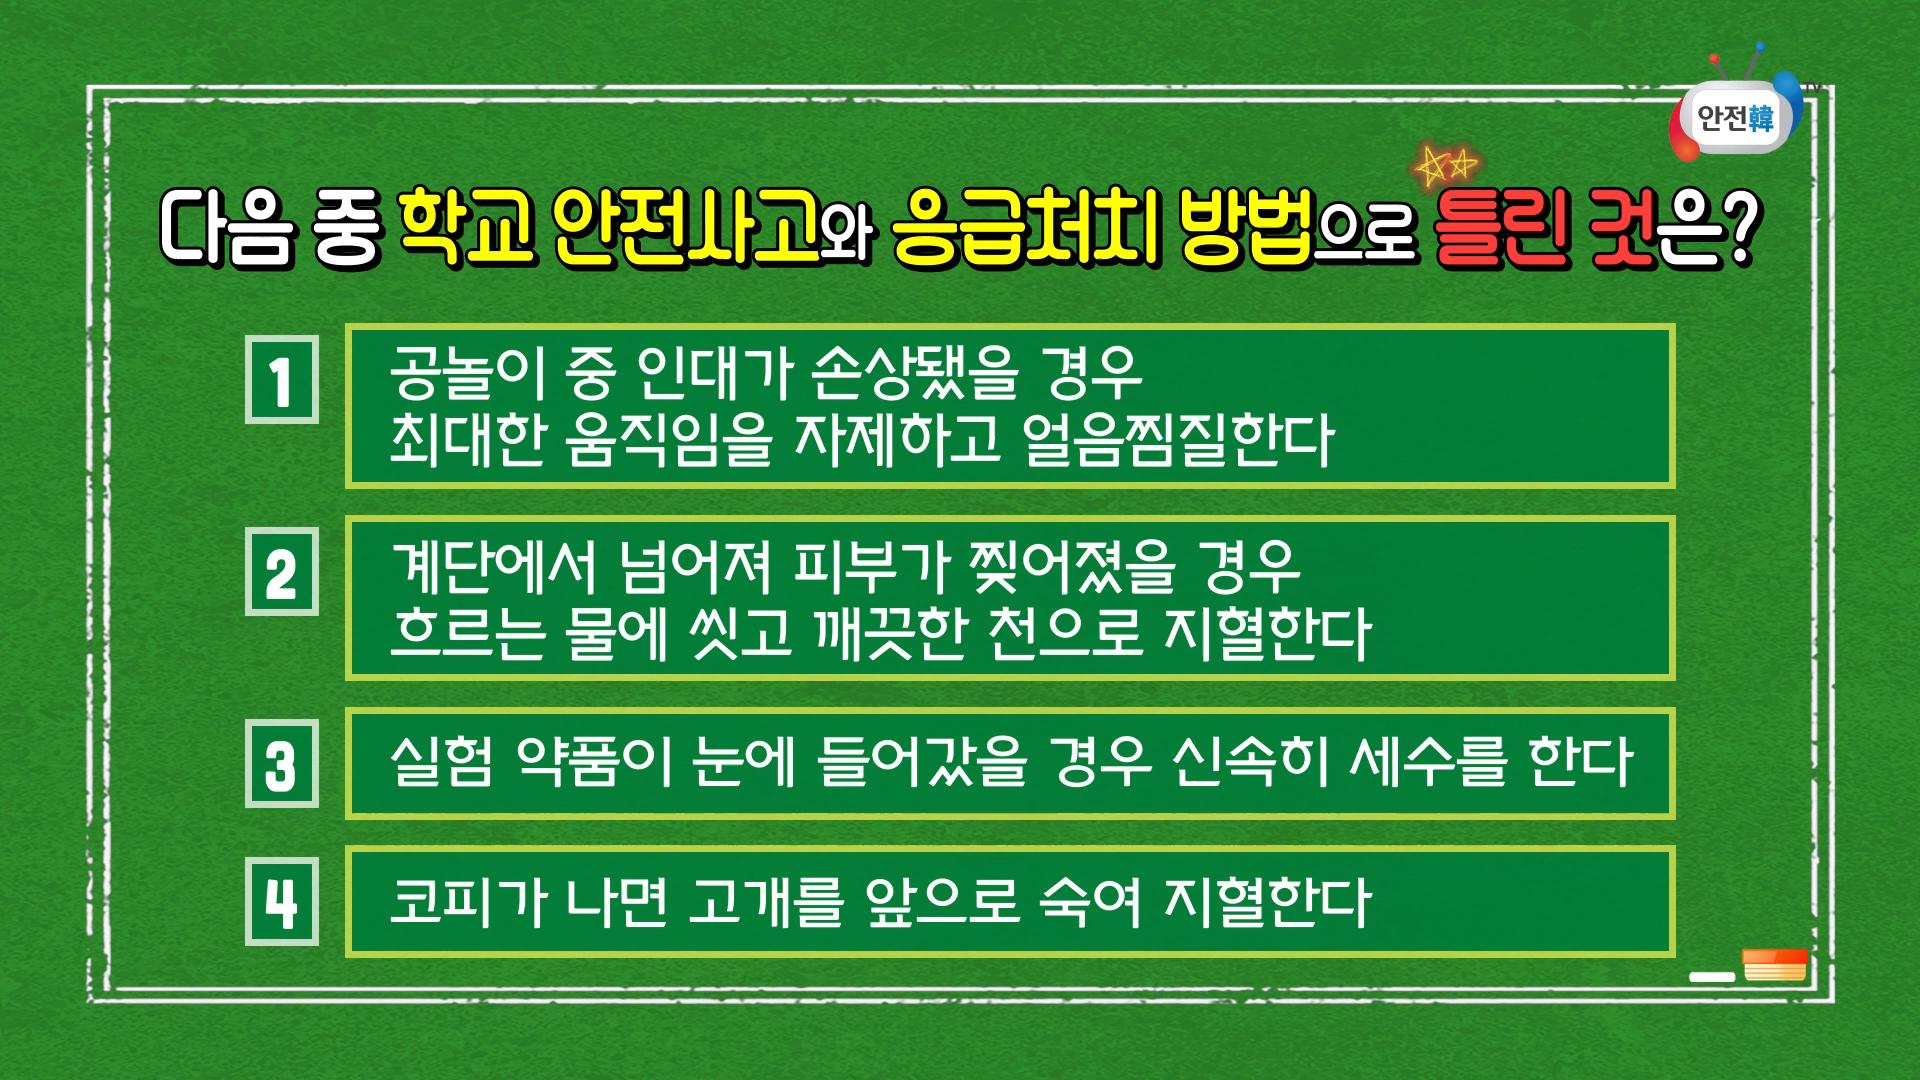 안전韓
TV
다음 중 학교 안전사고와 응급처치 방법으로 틀린 것은?
1
공놀이 중 인대가 손상됐을 경우
최대한 움직임을 자제하고 얼음찜질한다
2
계단에서 넘어져 피부가 찢어졌을 경우
흐르는 물에 씻고 깨끗한 천으로 지혈한다
3
실험 약품이 눈에 들어갔을 경우 신속히 세수를 한다
4
코피가 나면 고개를 앞으로 숙여 지혈한다